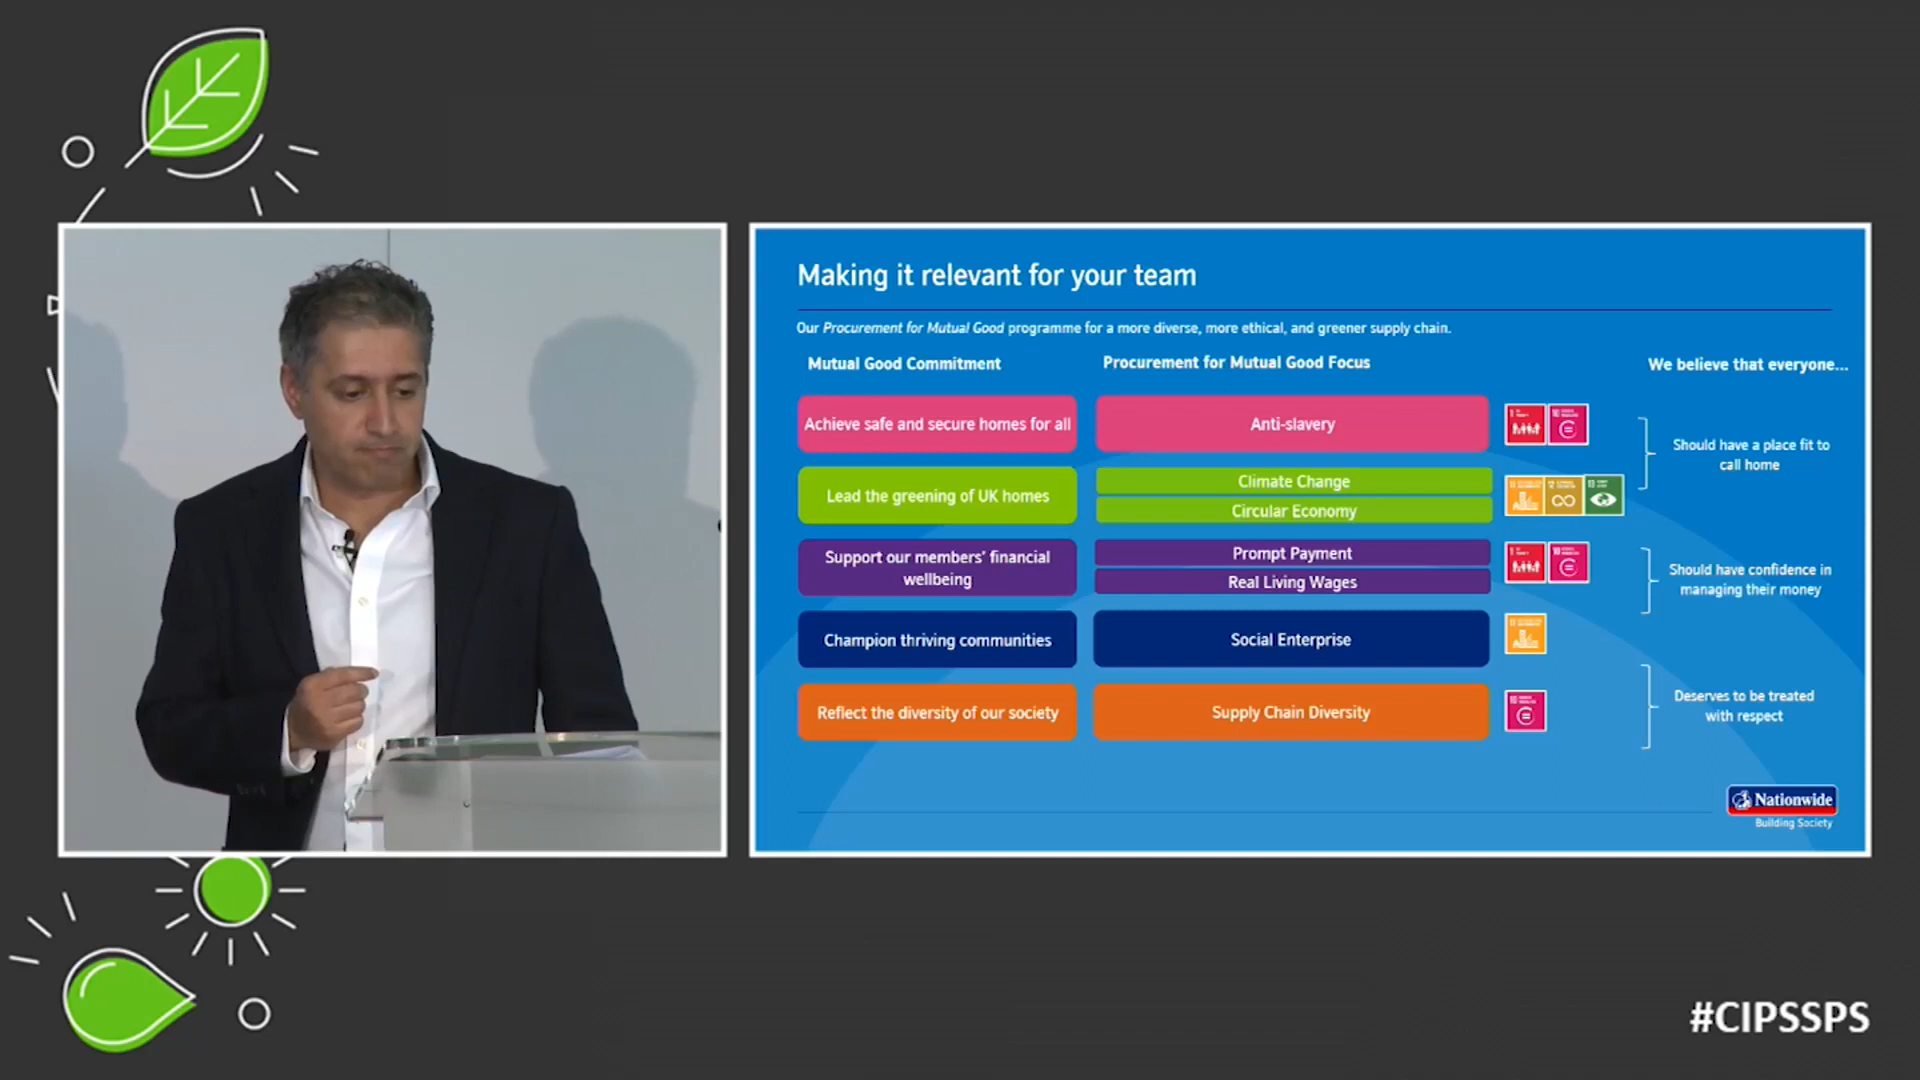 Making it relevant for your team
Our Procurement for Mutual Good programme for a more diverse, more ethical, and greener supply chain.
Mutual Good Commitment
Procurement for Mutual Good Focus
We believe that everyone...
Achieve safe and secure homes for all
Anti-slavery
Should have a place fit to
call home
Lead the greening of UK homes
Climate Change
Circular Economy
Support our members' financial
wellbeing
Prompt Payment
Real Living Wages
Should have confidence in
managing their money
Champion thriving communities
Social Enterprise
Reflect the diversity of our society
Supply Chain Diversity
Deserves to be treated
with respect
Nationwide
Building Society
#CIPSSPS